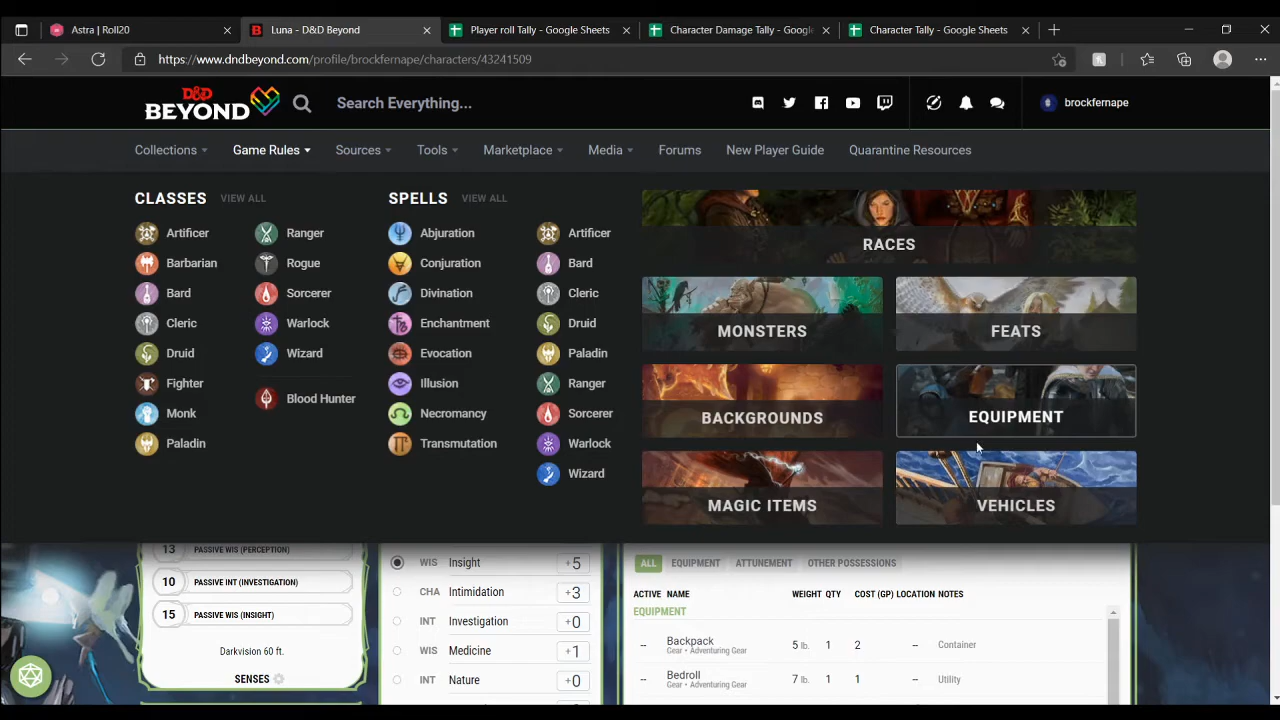 Astra | Roll20
Luna - D&D Beyond
Player roll Tally - Google Sheets
Character Damage Tally - Google
Character Tally - Google Sheets
https://www.dndbeyond.com/profile/brockfernape/characters/43241509
D&D BEYOND
Search Everything...
brockfernape
Collections
Game Rules
Sources
Tools
Marketplace
Media
Forums
New Player Guide
Quarantine Resources
CLASSES VIEW ALL
Artificer
Barbarian
Bard
Cleric
Druid
Fighter
Monk
Paladin
Ranger
Rogue
Sorcerer
Warlock
Wizard
Blood Hunter
SPELLS VIEW ALL
Abjuration
Conjuration
Divination
Enchantment
Evocation
Illusion
Necromancy
Transmutation
Artificer
Bard
Cleric
Druid
Paladin
Ranger
Sorcerer
Warlock
Wizard
RACES
MONSTERS
FEATS
BACKGROUNDS
EQUIPMENT
MAGIC ITEMS
VEHICLES
13 PASSIVE WIS (PERCEPTION)
10 PASSIVE INT (INVESTIGATION)
15 PASSIVE WIS (INSIGHT)
Darkvision 60 ft.
SENSES
WIS Insight +5
CHA Intimidation +3
INT Investigation +0
WIS Medicine +1
INT Nature +0
ALL EQUIPMENT ATTUNEMENT OTHER POSSESSIONS
ACTIVE NAME WEIGHT QTY COST (GP) LOCATION NOTES
EQUIPMENT
-- Backpack 5 lb. 1 2 -- Container
Gear • Adventuring Gear
-- Bedroll 7 lb. 1 1 -- Utility
Gear • Adventuring Gear